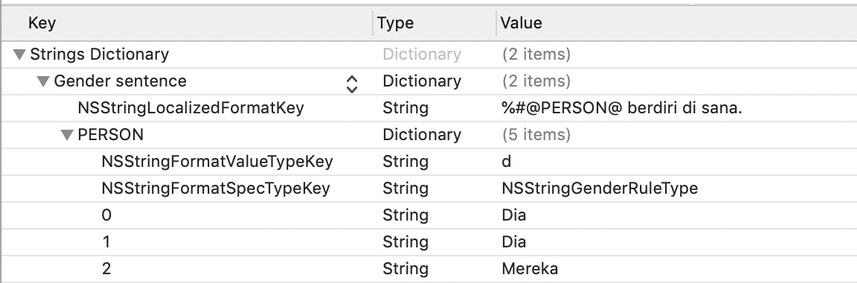 Key Type Value
Strings Dictionary Dictionary (2 items)
Gender sentence Dictionary (2 items)
NSStringLocalizedFormatKey String %#@PERSON@ berdiri di sana.
PERSON Dictionary (5 items)
NSStringFormatValueTypeKey String d
NSStringFormatSpecTypeKey String NSStringGenderRuleType
0 String Dia
1 String Dia
2 String Mereka